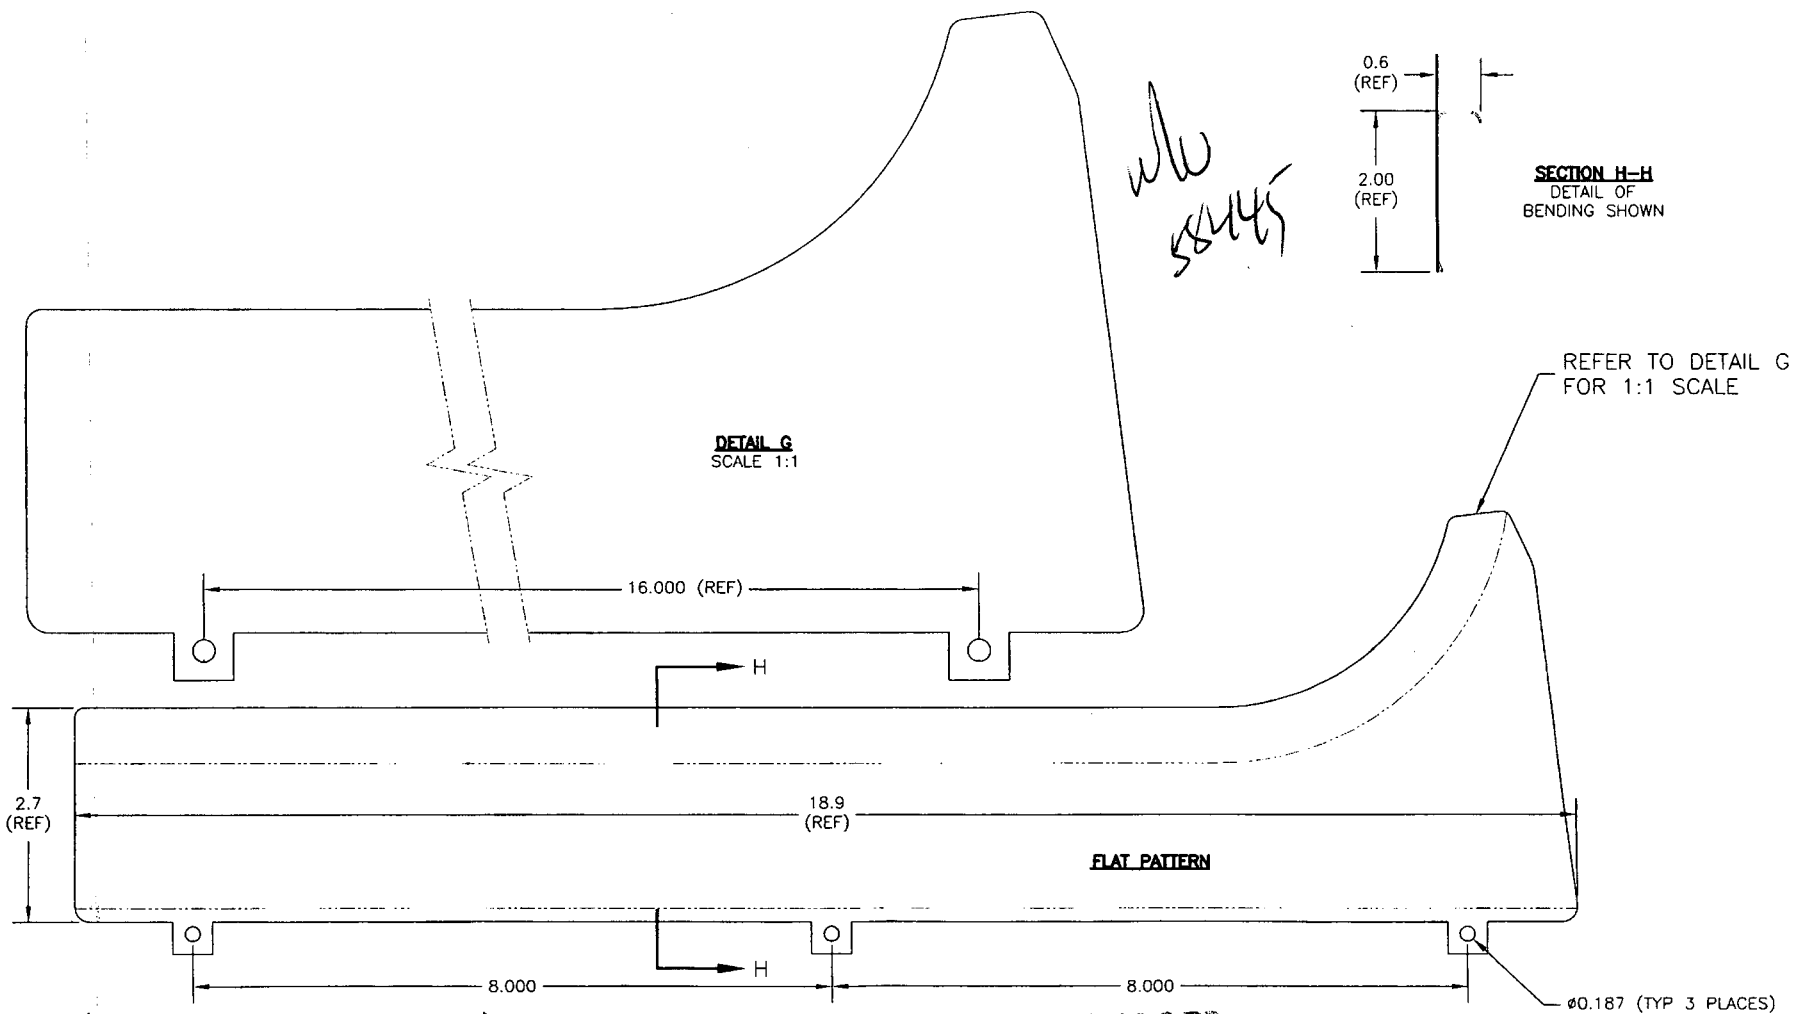 0.6
(REF)
2.00
(REF)
SECTION H-H
DETAIL OF
BENDING SHOWN
w/o
58445
REFER TO DETAIL G
FOR 1:1 SCALE
DETAIL G
SCALE 1:1
16.000 (REF)
H
2.7
(REF)
18.9
(REF)
FLAT PATTERN
H
8.000
8.000
ø0.187 (TYP 3 PLACES)